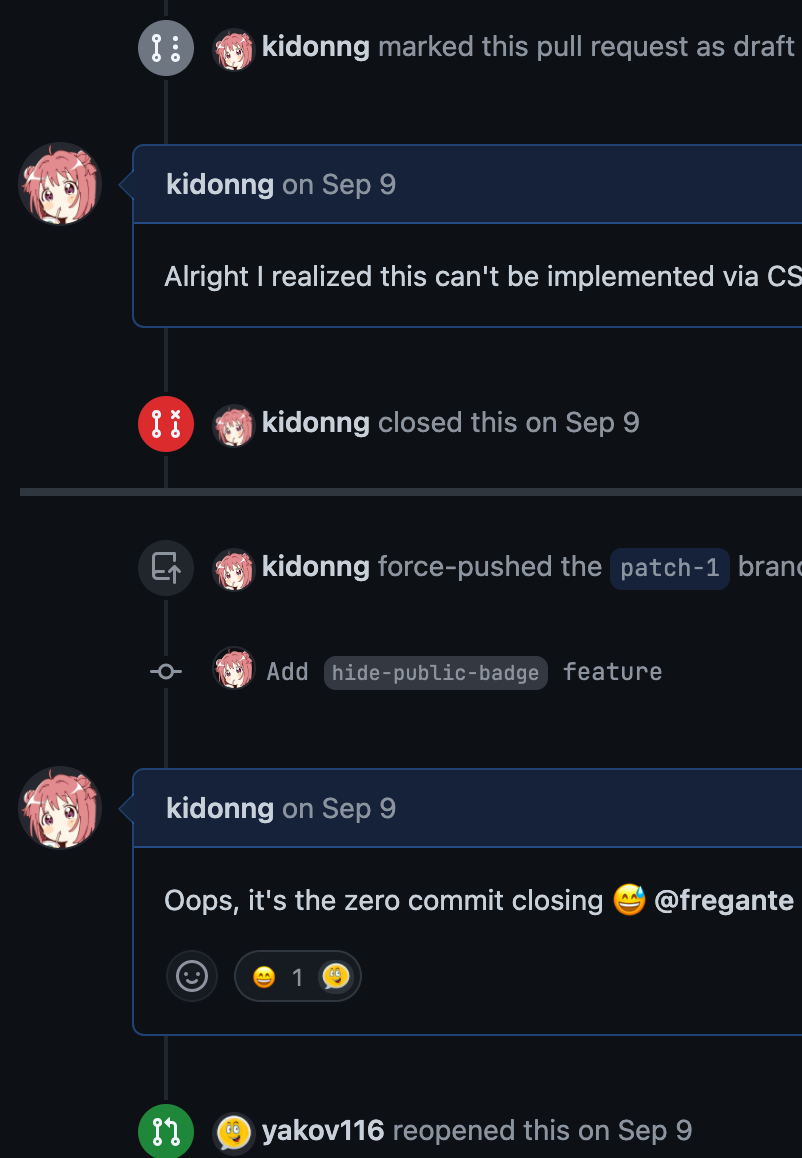 kidonng marked this pull request as draft
kidonng on Sep 9
Alright I realized this can't be implemented via CS
kidonng closed this on Sep 9
kidonng force-pushed the patch-1 branc
Add hide-public-badge feature
kidonng on Sep 9
Oops, it's the zero commit closing 😅 @fregante
😄 1
yakov116 reopened this on Sep 9